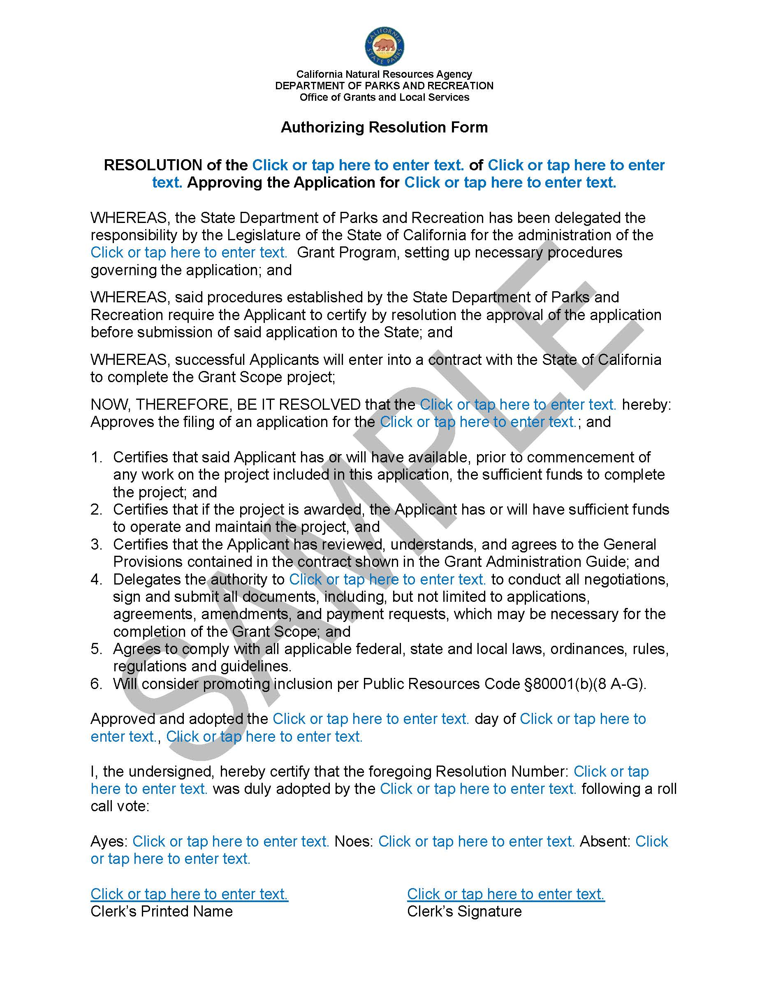 CALIFORNIA
STATE PARKS
California Natural Resources Agency
DEPARTMENT OF PARKS AND RECREATION
Office of Grants and Local Services
Authorizing Resolution Form
RESOLUTION of the Click or tap here to enter text. of Click or tap here to enter
text. Approving the Application for Click or tap here to enter text.
WHEREAS, the State Department of Parks and Recreation has been delegated the
responsibility by the Legislature of the State of California for the administration of the
Click or tap here to enter text.  Grant Program, setting up necessary procedures
governing the application; and
WHEREAS, said procedures established by the State Department of Parks and
Recreation require the Applicant to certify by resolution the approval of the application
before submission of said application to the State; and
WHEREAS, successful Applicants will enter into a contract with the State of California
to complete the Grant Scope project;
NOW, THEREFORE, BE IT RESOLVED that the Click or tap here to enter text. hereby:
Approves the filing of an application for the Click or tap here to enter text.; and
1. Certifies that said Applicant has or will have available, prior to commencement of
any work on the project included in this application, the sufficient funds to complete
the project; and
2. Certifies that if the project is awarded, the Applicant has or will have sufficient funds
to operate and maintain the project, and
3. Certifies that the Applicant has reviewed, understands, and agrees to the General
Provisions contained in the contract shown in the Grant Administration Guide; and
4. Delegates the authority to Click or tap here to enter text. to conduct all negotiations,
sign and submit all documents, including, but not limited to applications,
agreements, amendments, and payment requests, which may be necessary for the
completion of the Grant Scope; and
5. Agrees to comply with all applicable federal, state and local laws, ordinances, rules,
regulations and guidelines.
6. Will consider promoting inclusion per Public Resources Code §80001(b)(8 A-G).
Approved and adopted the Click or tap here to enter text. day of Click or tap here to
enter text., Click or tap here to enter text.
I, the undersigned, hereby certify that the foregoing Resolution Number: Click or tap
here to enter text. was duly adopted by the Click or tap here to enter text. following a roll
call vote:
Ayes: Click or tap here to enter text. Noes: Click or tap here to enter text. Absent: Click
or tap here to enter text.
Click or tap here to enter text. Click or tap here to enter text.
Clerk’s Printed Name Clerk’s Signature
SAMPLE